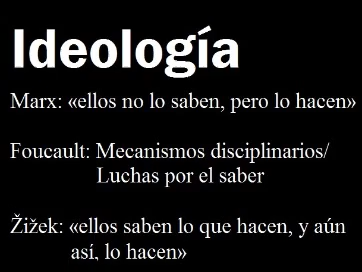 Ideología
Marx: «ellos no lo saben, pero lo hacen»
Foucault: Mecanismos disciplinarios/
Luchas por el saber
Žižek: «ellos saben lo que hacen, y aún
así, lo hacen»